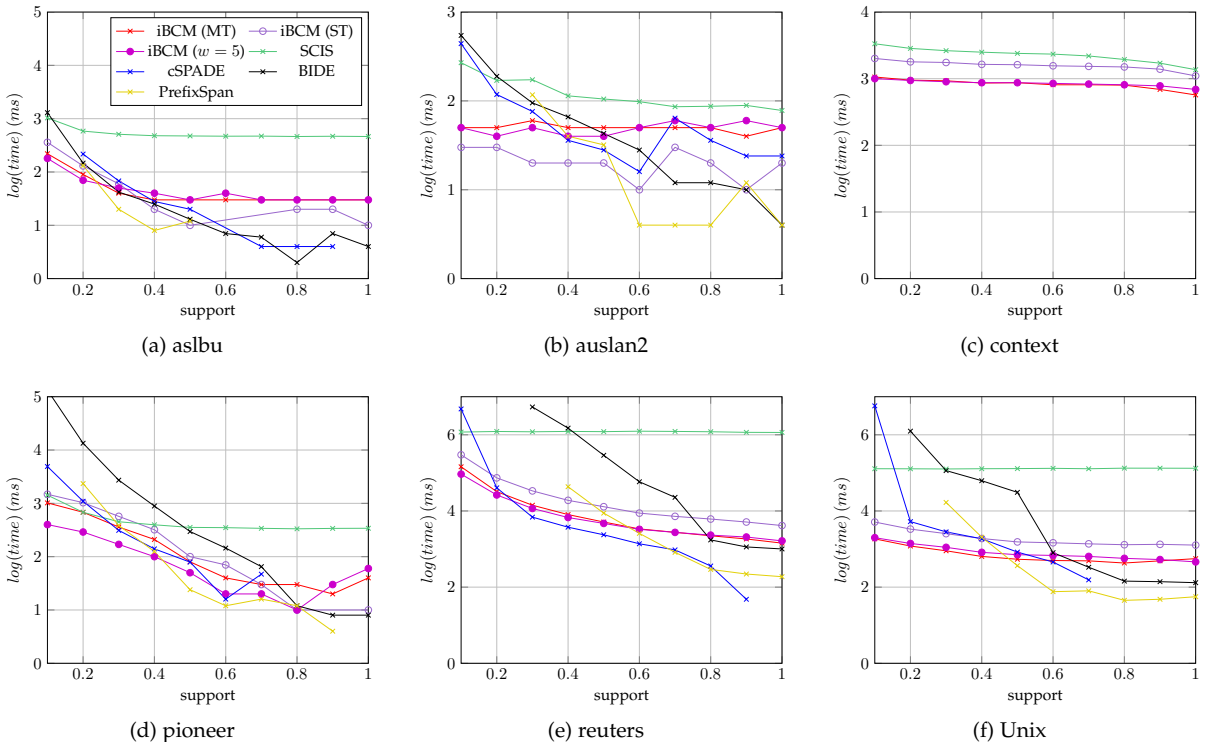 5
4
3
2
1
0
log(time) (ms)
iBCM (MT)
iBCM (ST)
iBCM (w = 5)
SCIS
cSPADE
BIDE
PrefixSpan
0.2
0.4
0.6
0.8
1
support
(a) aslbu
3
2
1
0
log(time) (ms)
0.2
0.4
0.6
0.8
1
support
(b) auslan2
4
3
2
1
0
log(time) (ms)
0.2
0.4
0.6
0.8
1
support
(c) context
5
4
3
2
1
0
log(time) (ms)
0.2
0.4
0.6
0.8
1
support
(d) pioneer
6
4
2
0
log(time) (ms)
0.2
0.4
0.6
0.8
1
support
(e) reuters
6
4
2
0
log(time) (ms)
0.2
0.4
0.6
0.8
1
support
(f) Unix